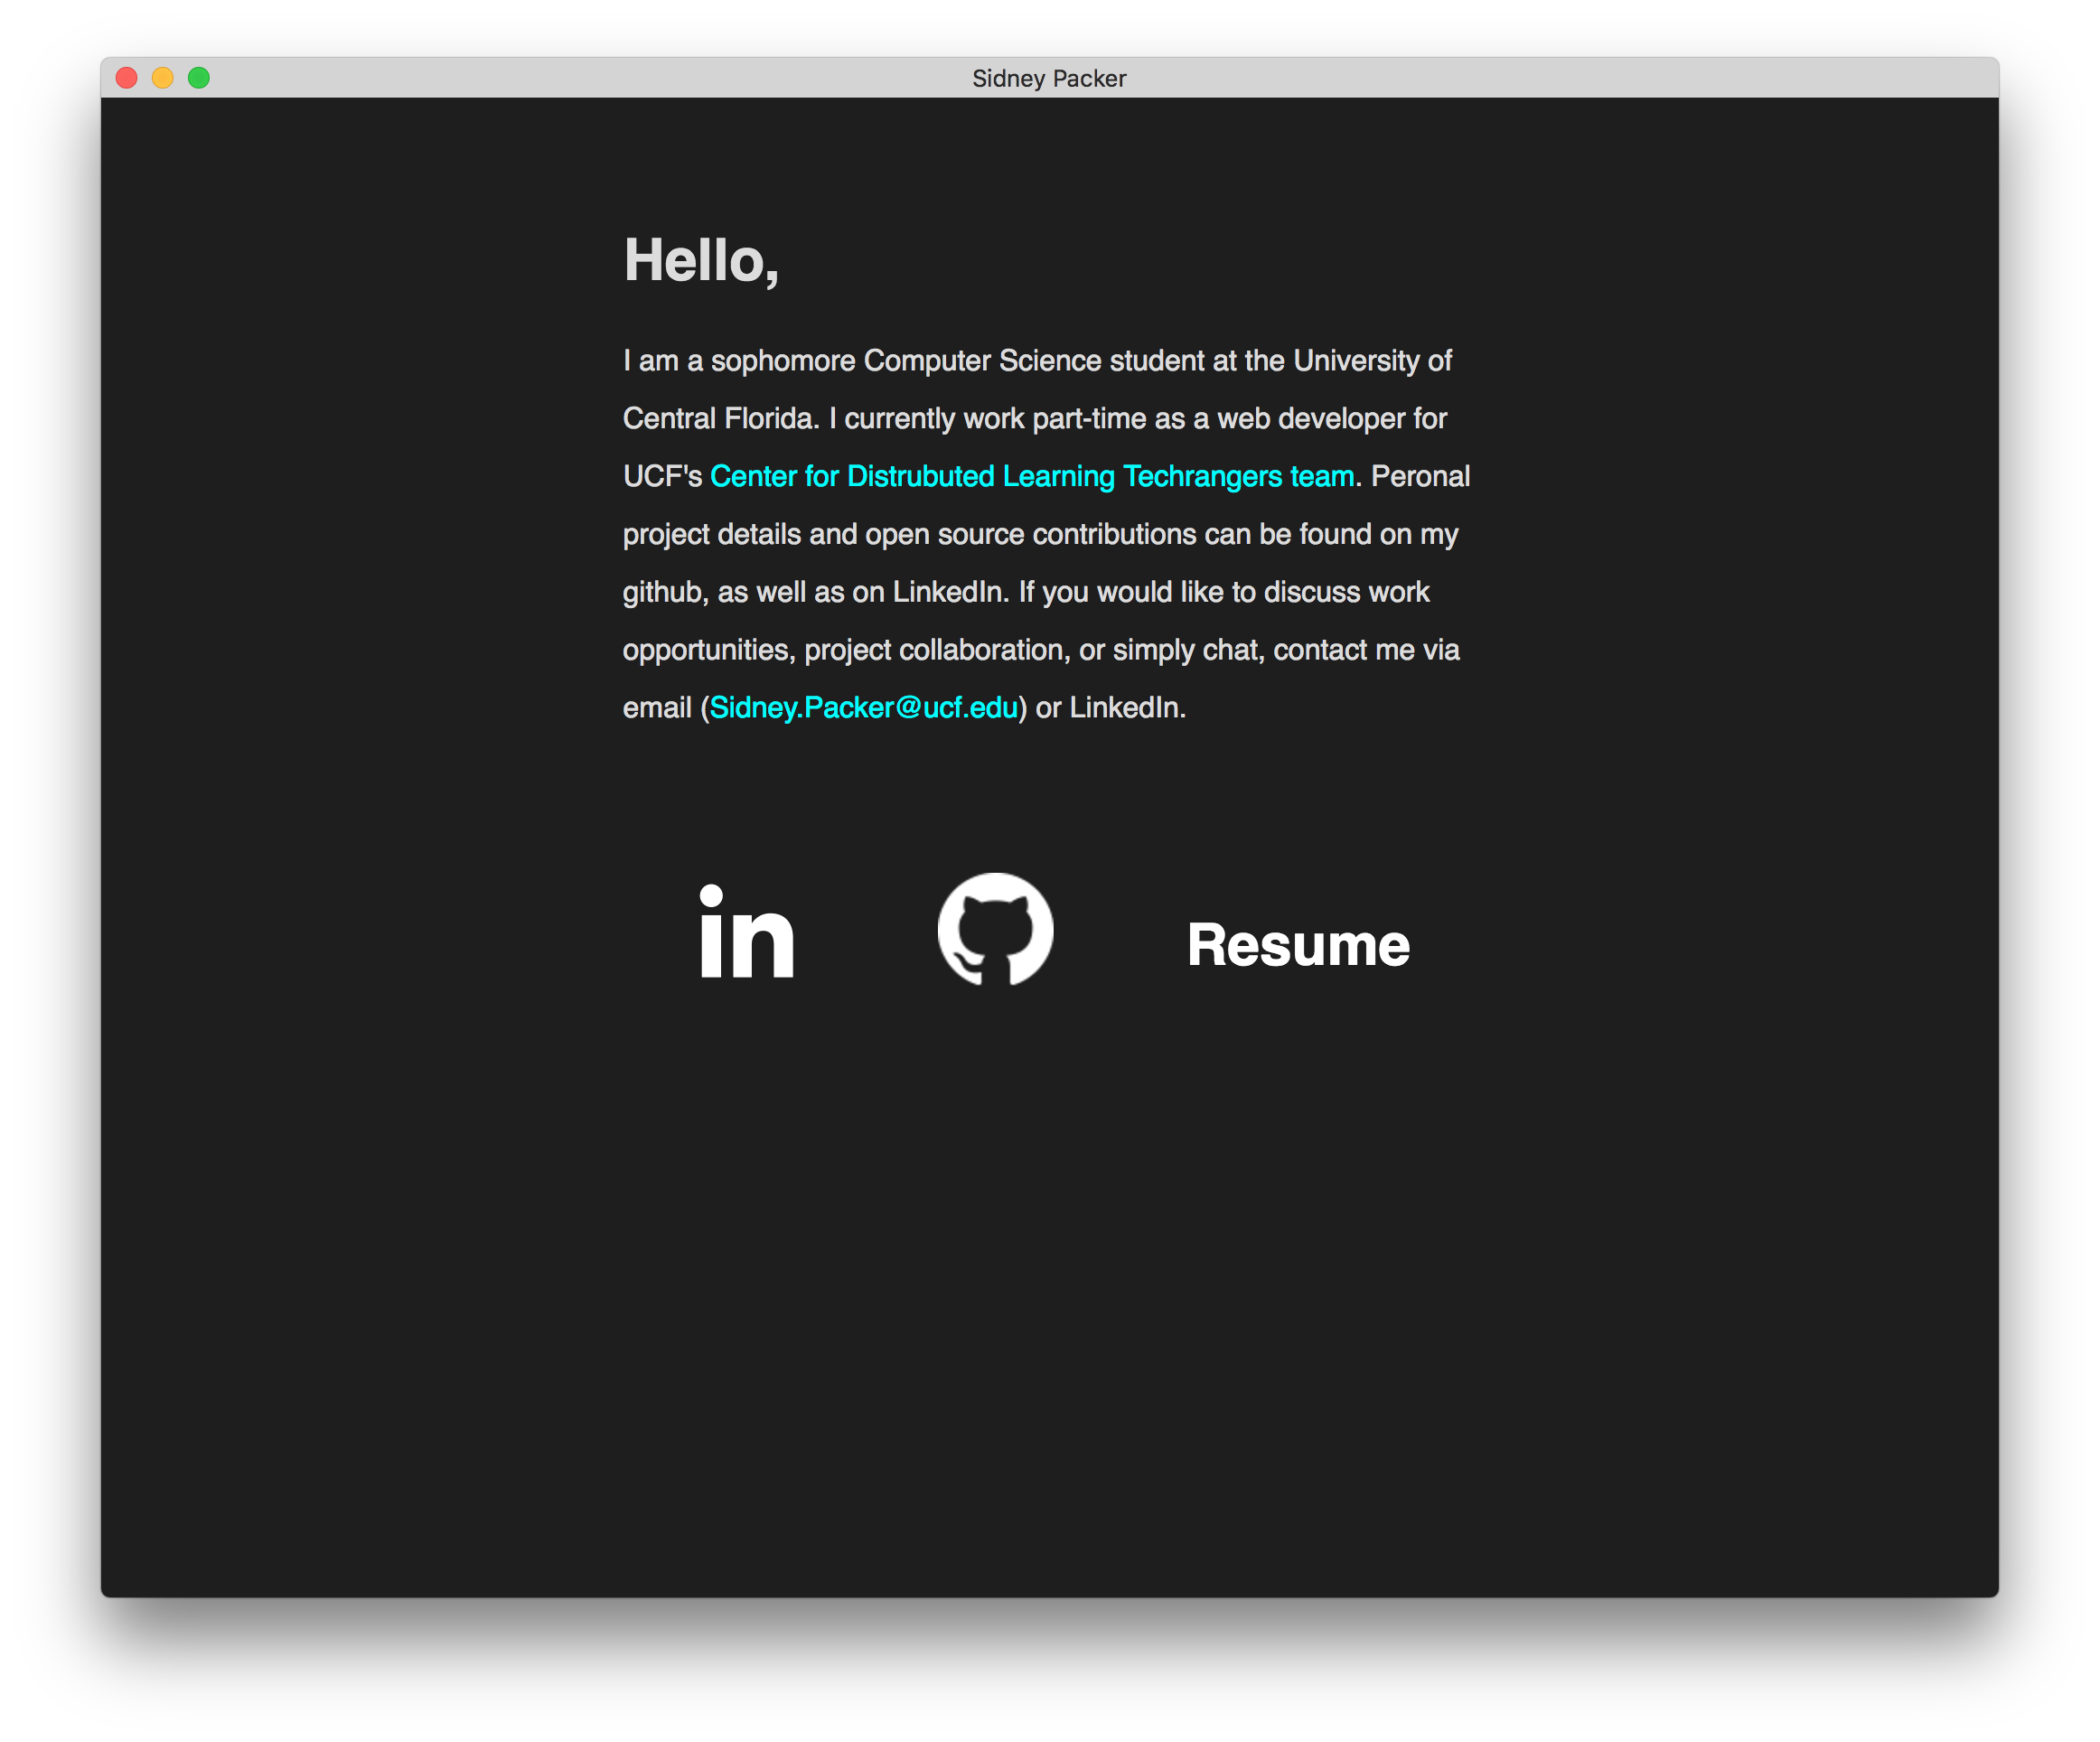 Sidney Packer
Hello,
I am a sophomore Computer Science student at the University of
Central Florida. I currently work part-time as a web developer for
UCF's Center for Distrubuted Learning Techrangers team. Peronal
project details and open source contributions can be found on my
github, as well as on LinkedIn. If you would like to discuss work
opportunities, project collaboration, or simply chat, contact me via
email (Sidney.Packer@ucf.edu) or LinkedIn.
in
Resume